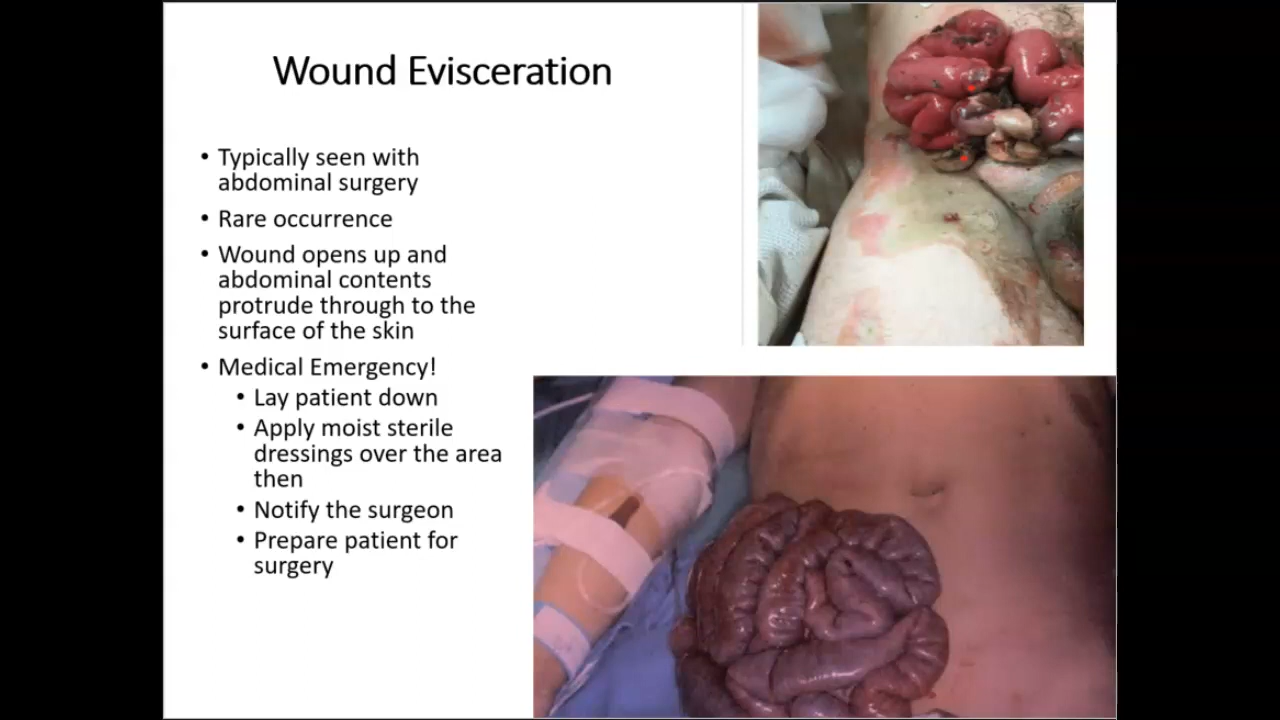 Wound Evisceration
• Typically seen with
abdominal surgery
• Rare occurrence
• Wound opens up and
abdominal contents
protrude through to the
surface of the skin
• Medical Emergency!
• Lay patient down
• Apply moist sterile
dressings over the area
then
• Notify the surgeon
• Prepare patient for
surgery